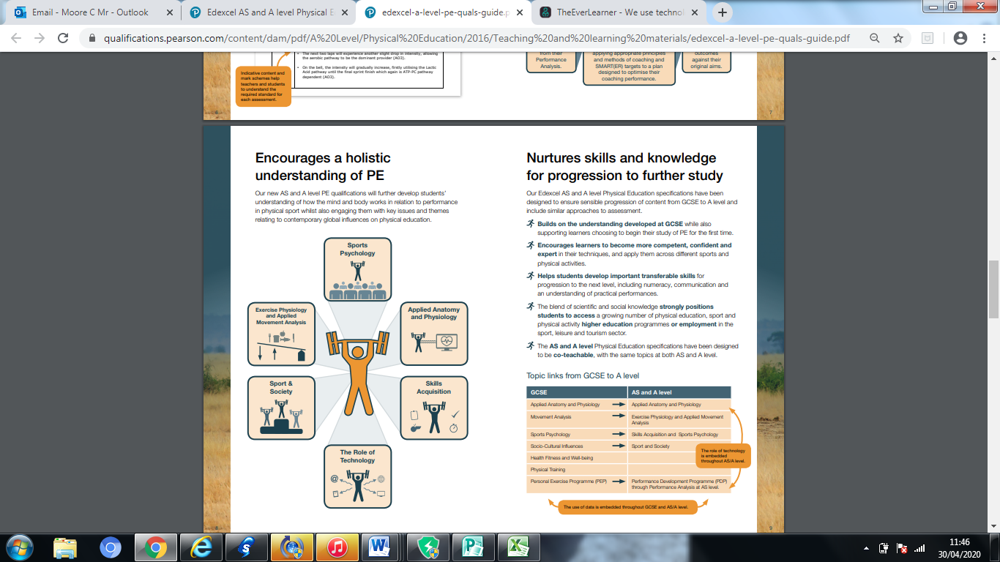 Email - Moore C Mr - Outlook
Edexcel AS and A level Physical E
edexcel-a-level-pe-quals-guide.p
TheEverLearner - We use technol
qualifications.pearson.com/content/dam/pdf/A%20Level/Physical%20Education/2016/Teaching%20and%20learning%20materials/edexcel-a-level-pe-quals-guide.pdf
The next two laps will experience another slight drop in intensity, allowing
the aerobic pathway to be the dominant provider (AO3).
On the bell, the intensity will gradually increase, firstly utilising the Lactic
Acid pathway until the final sprint finish which again is ATP-PC pathway
dependent (AO3).
Indicative content and
mark schemes help
teachers and students
to understand the
required standard for
each assessment.
from their
Performance
Analysis.
applying appropriate principles
and methods of coaching and
SMART(ER) targets to a plan
designed to optimise their
coaching performance.
outcomes
against their
original aims.
7
Encourages a holistic
understanding of PE
Our new AS and A level PE qualifications will further develop students'
understanding of how the mind and body works in relation to performance
in physical sport whilst also engaging them with key issues and themes
relating to contemporary global influences on physical education.
Sports
Psychology
Exercise Physiology
and Applied
Movement Analysis
Applied Anatomy
and Physiology
Sport &
Society
Skills
Acquisition
The Role of
Technology
@
Nurtures skills and knowledge
for progression to further study
Our Edexcel AS and A level Physical Education specifications have been
designed to ensure sensible progression of content from GCSE to A level and
include similar approaches to assessment.
Builds on the understanding developed at GCSE while also
supporting learners choosing to begin their study of PE for the first time.
Encourages learners to become more competent, confident and
expert in their techniques, and apply them across different sports and
physical activities.
Helps students develop important transferable skills for
progression to the next level, including numeracy, communication and
an understanding of practical performances.
The blend of scientific and social knowledge strongly positions
students to access a growing number of physical education, sport and
physical activity higher education programmes or employment in the
sport, leisure and tourism sector.
The AS and A level Physical Education specifications have been designed
to be co-teachable, with the same topics at both AS and A level.
Topic links from GCSE to A level
GCSE AS and A level
Applied Anatomy and Physiology Applied Anatomy and Physiology
Movement Analysis Exercise Physiology and Applied Movement
Analysis
Sports Psychology Skills Acquisition and Sports Psychology
Socio-Cultural Influences Sport and Society
Health Fitness and Well-being
Physical Training
Personal Exercise Programme (PEP) Performance Development Programme (PDP)
through Performance Analysis at AS level.
The role of technology
is embedded
throughout AS/A level.
The use of data is embedded throughout GCSE and AS/A level.
9
11:46
30/04/2020